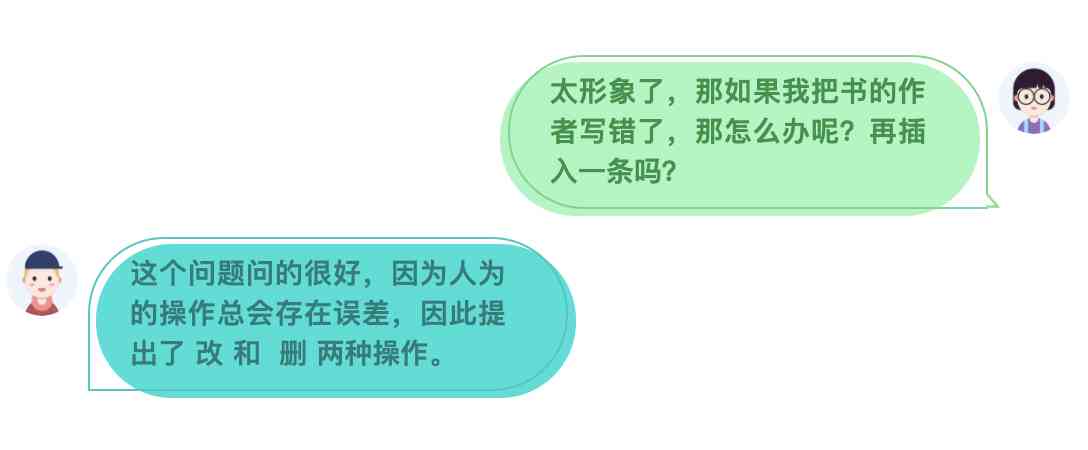 太形象了，那如果我把书的作
者写错了，那怎么办呢？再插
入一条吗？
这个问题问的很好，因为人为
的操作总会存在误差，因此提
出了 改 和  删 两种操作。